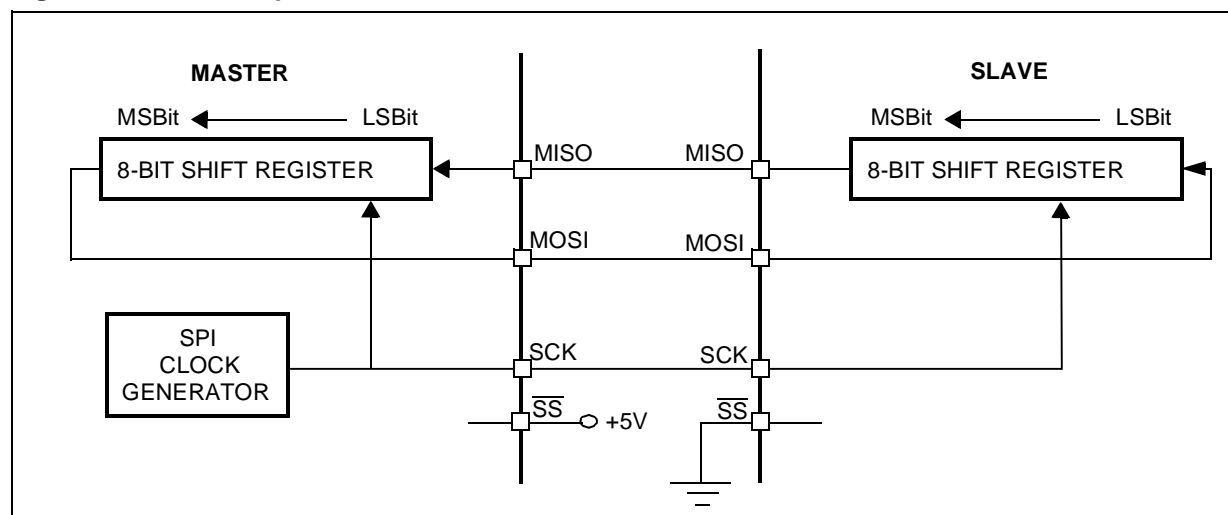 MASTER
SLAVE
MSBit LSBit
MSBit LSBit
8-BIT SHIFT REGISTER
MISO MISO
8-BIT SHIFT REGISTER
MOSI MOSI
SPI
CLOCK
GENERATOR
SCK SCK
SS +5V SS